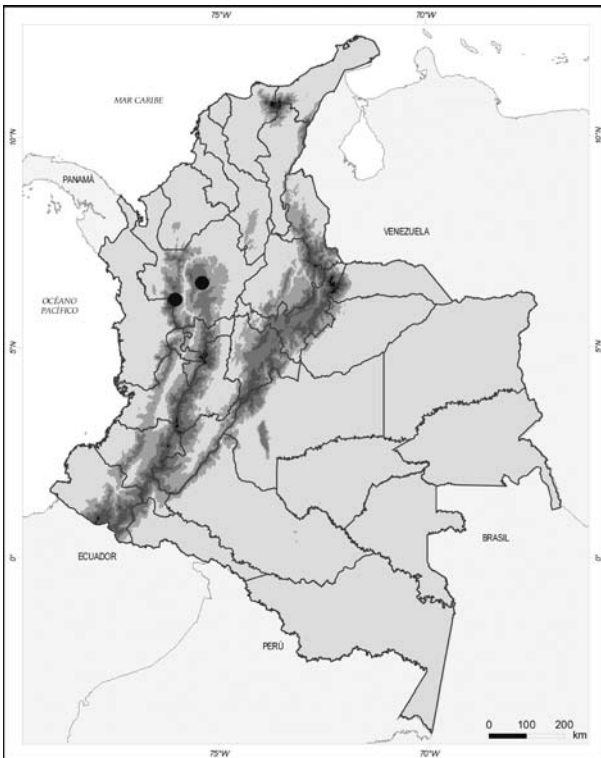 75°W 70°W
MAR CARIBE
10°N
10°N
PANAMÁ
VENEZUELA
OCÉANO
PACÍFICO
5°N
5°N
BRASIL
ECUADOR
0°
0°
PERÚ
0 100 200
km
75°W 70°W